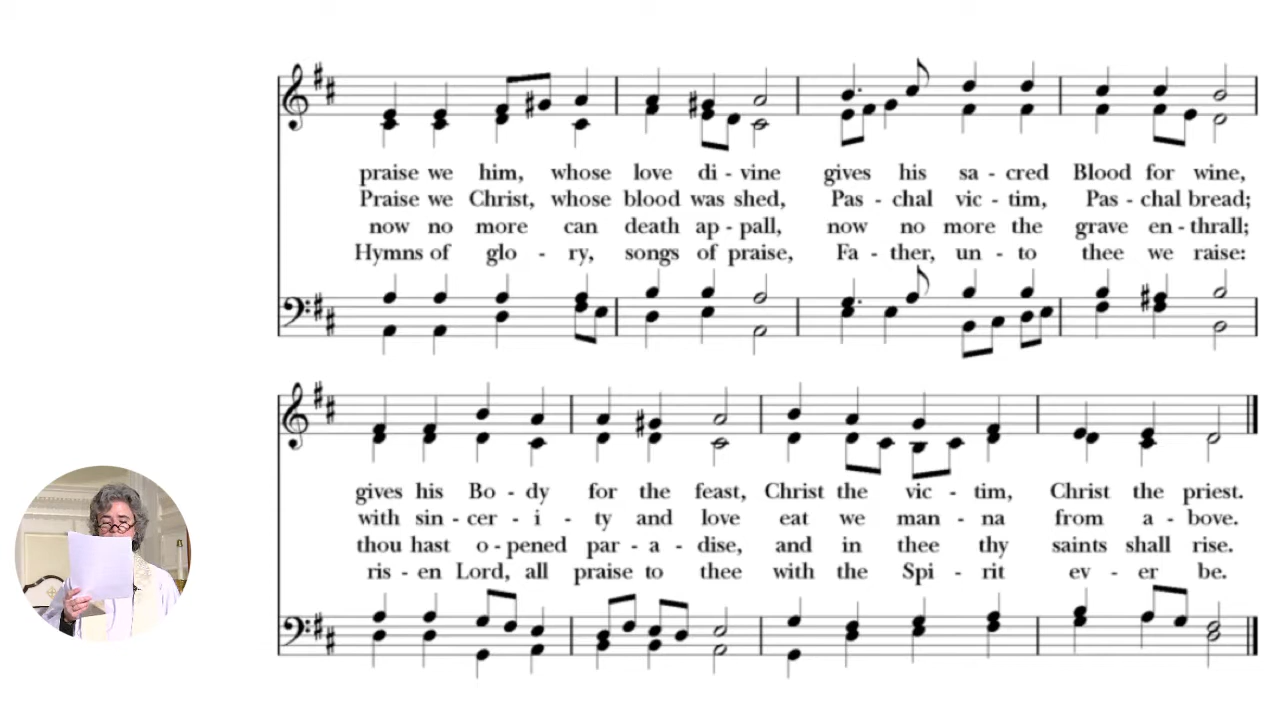 praise we him, whose love di - vine gives his sa - cred Blood for wine,
Praise we Christ, whose blood was shed, Pas - chal vic - tim, Pas - chal bread;
now no more can death ap - pall, now no more the grave en - thrall;
Hymns of glo - ry, songs of praise, Fa - ther, un - to thee we raise:
gives his Bo - dy for the feast, Christ the vic - tim, Christ the priest.
with sin - cer - i - ty and love eat we man - na from a - bove.
thou hast o - pened par - a - dise, and in thee thy saints shall rise.
ris - en Lord, all praise to thee with the Spi - rit ev - er be.